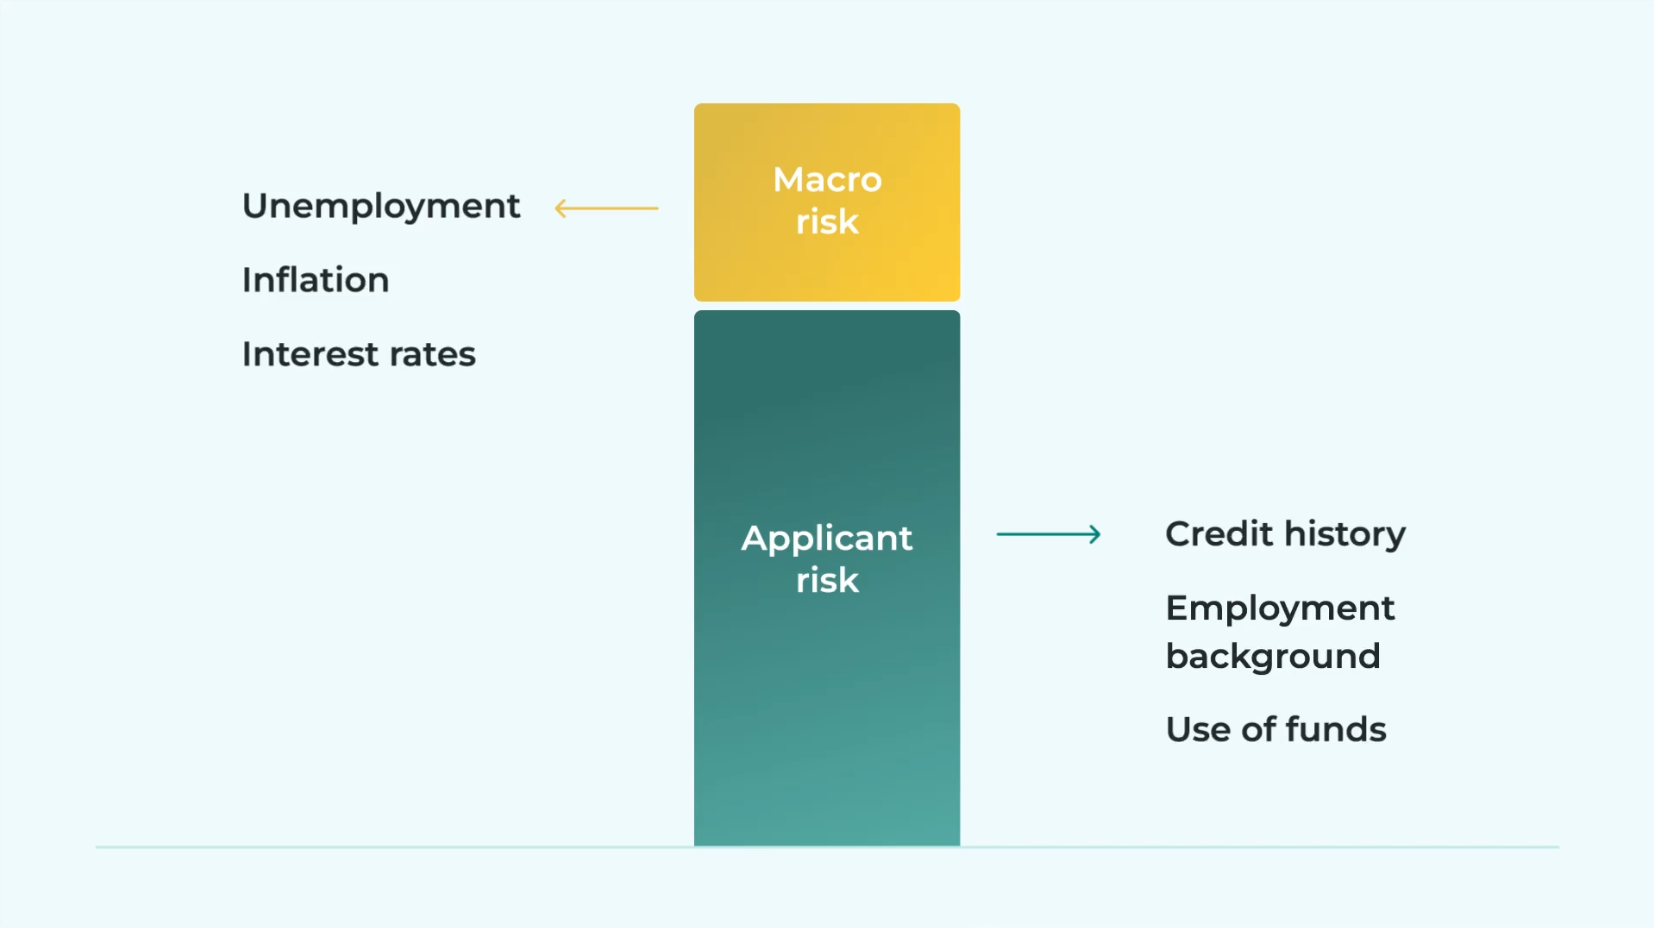 Macro
risk
Unemployment
Inflation
Interest rates
Applicant
risk
Credit history
Employment
background
Use of funds